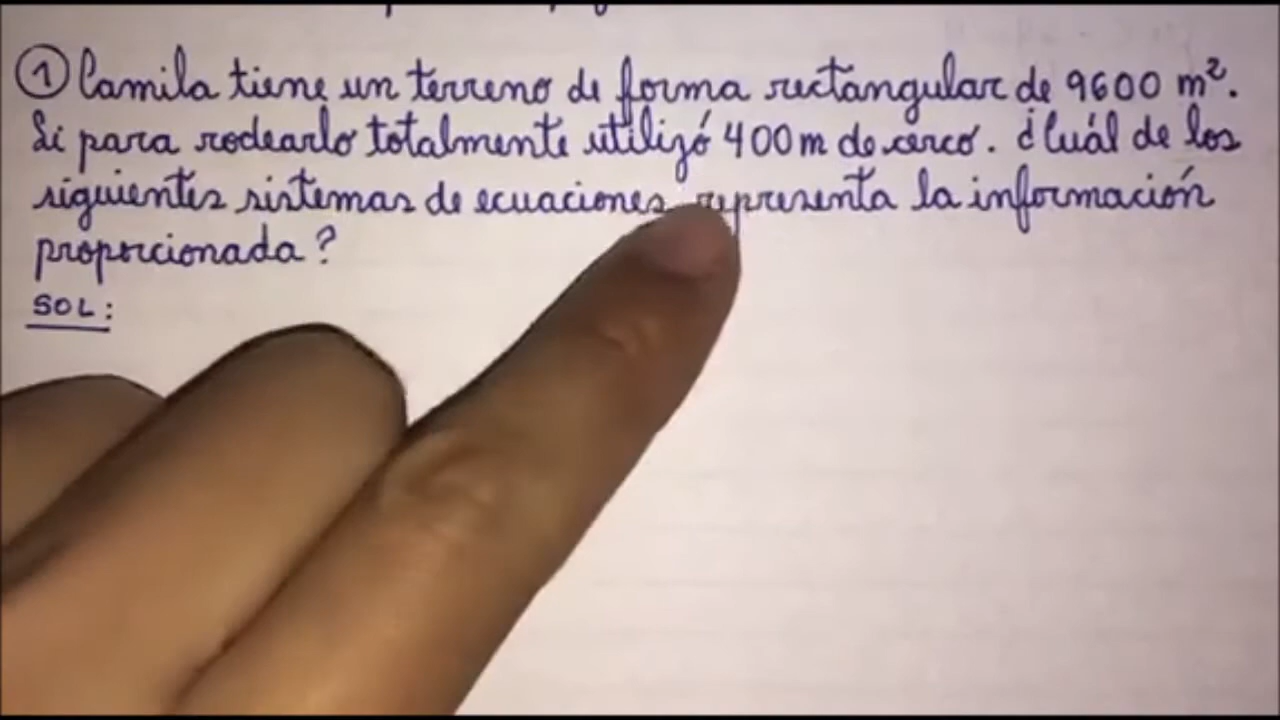 ① Camila tiene un terreno de forma rectangular de 9600 m².
Si para rodearlo totalmente utilizó 400 m de cerco. ¿Cuál de los
siguientes sistemas de ecuaciones representa la información
proporcionada?
SOL: